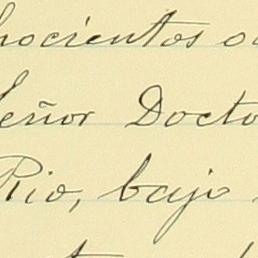 hocientos o
Señor Docto
Rio, bajo